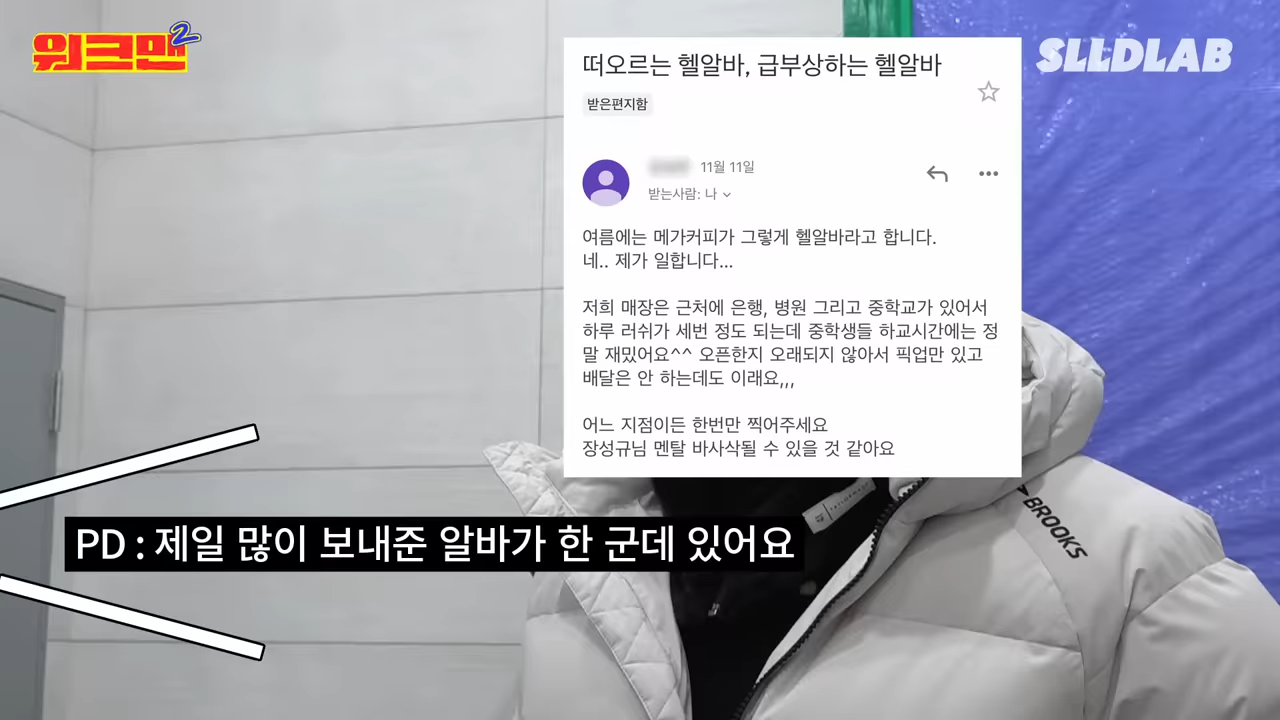 워크맨2
SLLDLAB
떠오르는 헬알바, 급부상하는 헬알바
받은편지함
11월 11일
받는사람: 나
여름에는 메가커피가 그렇게 헬알바라고 합니다.
네.. 제가 일합니다...
저희 매장은 근처에 은행, 병원 그리고 중학교가 있어서
하루 러쉬가 세번 정도 되는데 중학생들 하교시간에는 정
말 재밌어요^^ 오픈한지 오래되지 않아서 픽업만 있고
배달은 안 하는데도 이래요,,,
어느 지점이든 한번만 찍어주세요
장성규님 멘탈 바사삭될 수 있을 것 같아요
BROOKS
PD : 제일 많이 보내준 알바가 한 군데 있어요